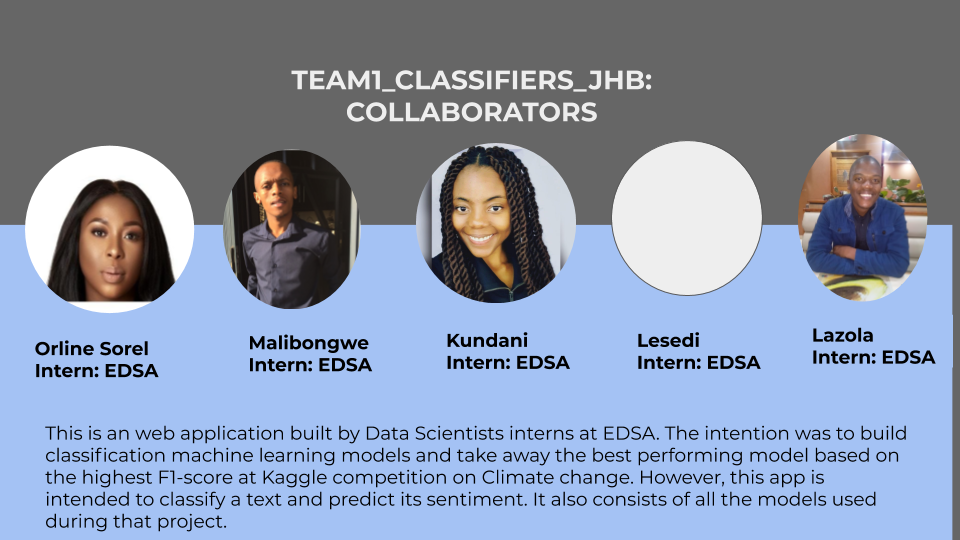 TEAM1_CLASSIFIERS_JHB:
COLLABORATORS
Orline Sorel
Intern: EDSA
Malibongwe
Intern: EDSA
Kundani
Intern: EDSA
Lesedi
Intern: EDSA
Lazola
Intern: EDSA
This is an web application built by Data Scientists interns at EDSA. The intention was to build
classification machine learning models and take away the best performing model based on
the highest F1-score at Kaggle competition on Climate change. However, this app is
intended to classify a text and predict its sentiment. It also consists of all the models used
during that project.